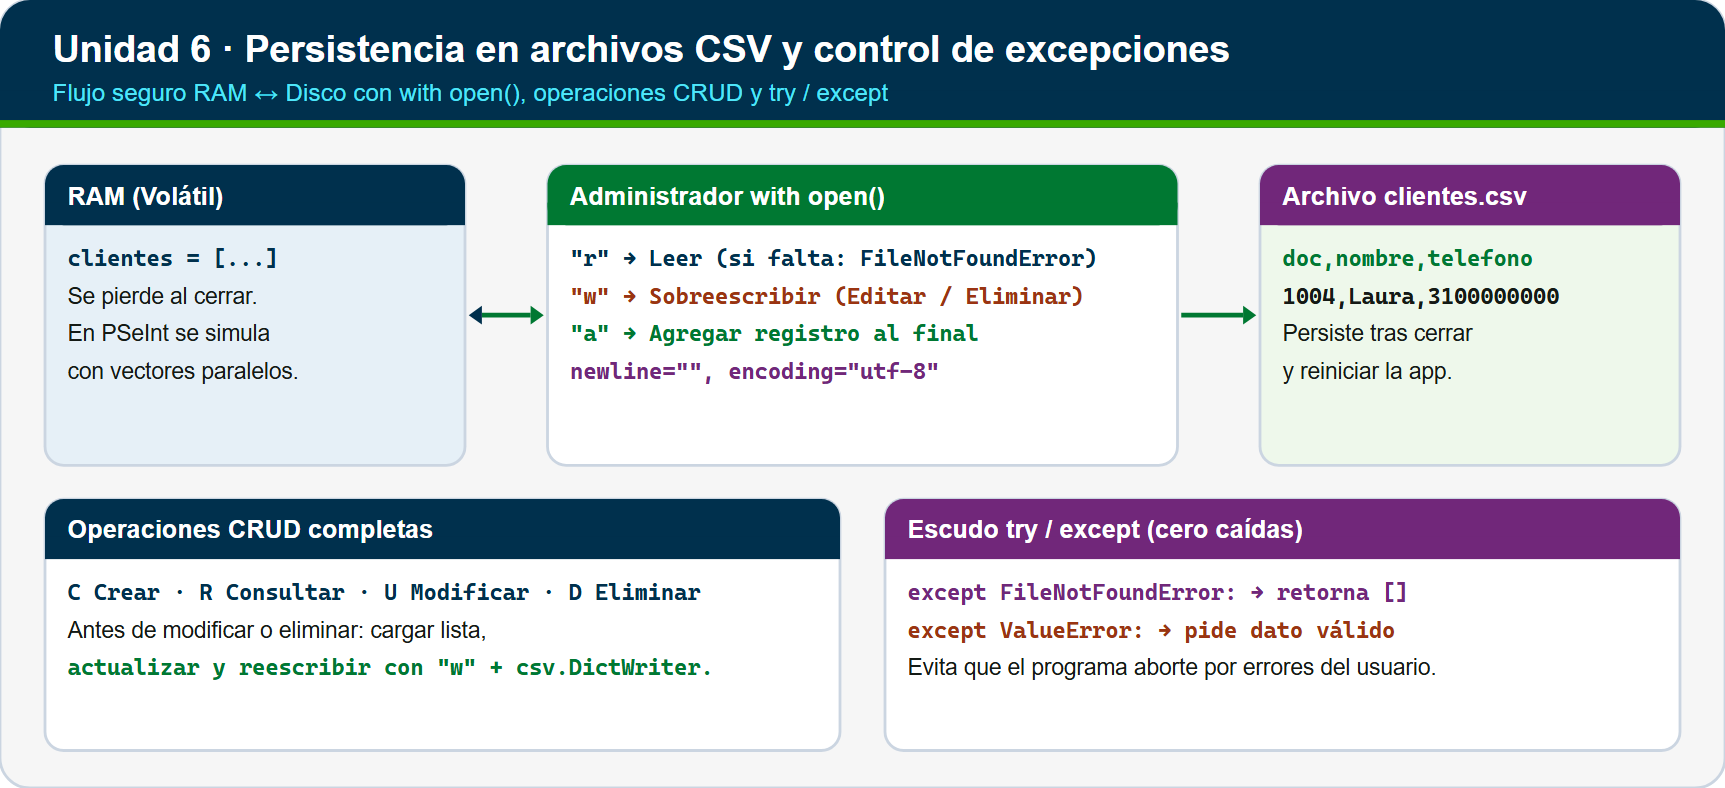 Unidad 6 · Persistencia en archivos CSV y control de excepciones
Flujo seguro RAM ↔ Disco con with open(), operaciones CRUD y try / except
RAM (Volátil)
clientes = [...]
Se pierde al cerrar.
En PSeInt se simula
con vectores paralelos.
Administrador with open()
"r" → Leer (si falta: FileNotFoundError)
"w" → Sobreescribir (Editar / Eliminar)
"a" → Agregar registro al final
newline="", encoding="utf-8"
Archivo clientes.csv
doc,nombre,telefono
1004,Laura,3100000000
Persiste tras cerrar
y reiniciar la app.
Operaciones CRUD completas
C Crear · R Consultar · U Modificar · D Eliminar
Antes de modificar o eliminar: cargar lista,
actualizar y reescribir con "w" + csv.DictWriter.
Escudo try / except (cero caídas)
except FileNotFoundError: → retorna []
except ValueError: → pide dato válido
Evita que el programa aborte por errores del usuario.